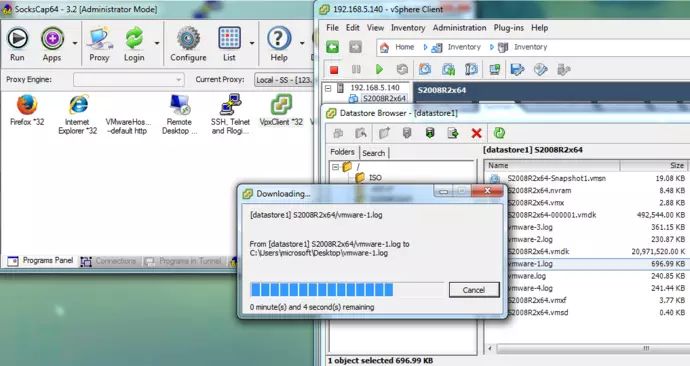 SocksCap64 - 3.2 [Administrator Mode]
Run
Apps
Proxy
Login
Configure
List
Help
Proxy Engine:
Current Proxy:
Local - SS - [123.
Firefox *32
Internet Explorer *32
VMwareHos... -default http
Remote Desktop ...
SSH, Telnet and Rlogi...
VpxClient *32
Programs Panel
Connections
Programs in Tunnel
192.168.5.140 - vSphere Client
File Edit View Inventory Administration Plug-ins Help
Home
Inventory
Inventory
192.168.5.140
S2008R2x64
S2008R2x64
Datastore Browser - [datastore1]
Folders
Search
/
ISO
[datastore1] S2008R2x64
Name Size
S2008R2x64-Snapshot1.vmsn 19.08 KB
S2008R2x64.nvram 8.48 KB
S2008R2x64.vmx 2.88 KB
S2008R2x64-000001.vmdk 492,544.00 K
vmware-3.log 361.15 KB
vmware-2.log 230.87 KB
S2008R2x64.vmdk 20,971,520.00 K
vmware-1.log 696.99 KB
vmware.log 240.85 KB
vmware-4.log 241.44 KB
S2008R2x64.vmxf 3.77 KB
S2008R2x64.vmsd 0.40 KB
1 object selected 696.99 KB
Downloading...
[datastore1] S2008R2x64/vmware-1.log
From [datastore1] S2008R2x64/vmware-1.log to
C:\Users\microsoft\Desktop\vmware-1.log
Cancel
0 minute(s) and 4 second(s) remaining